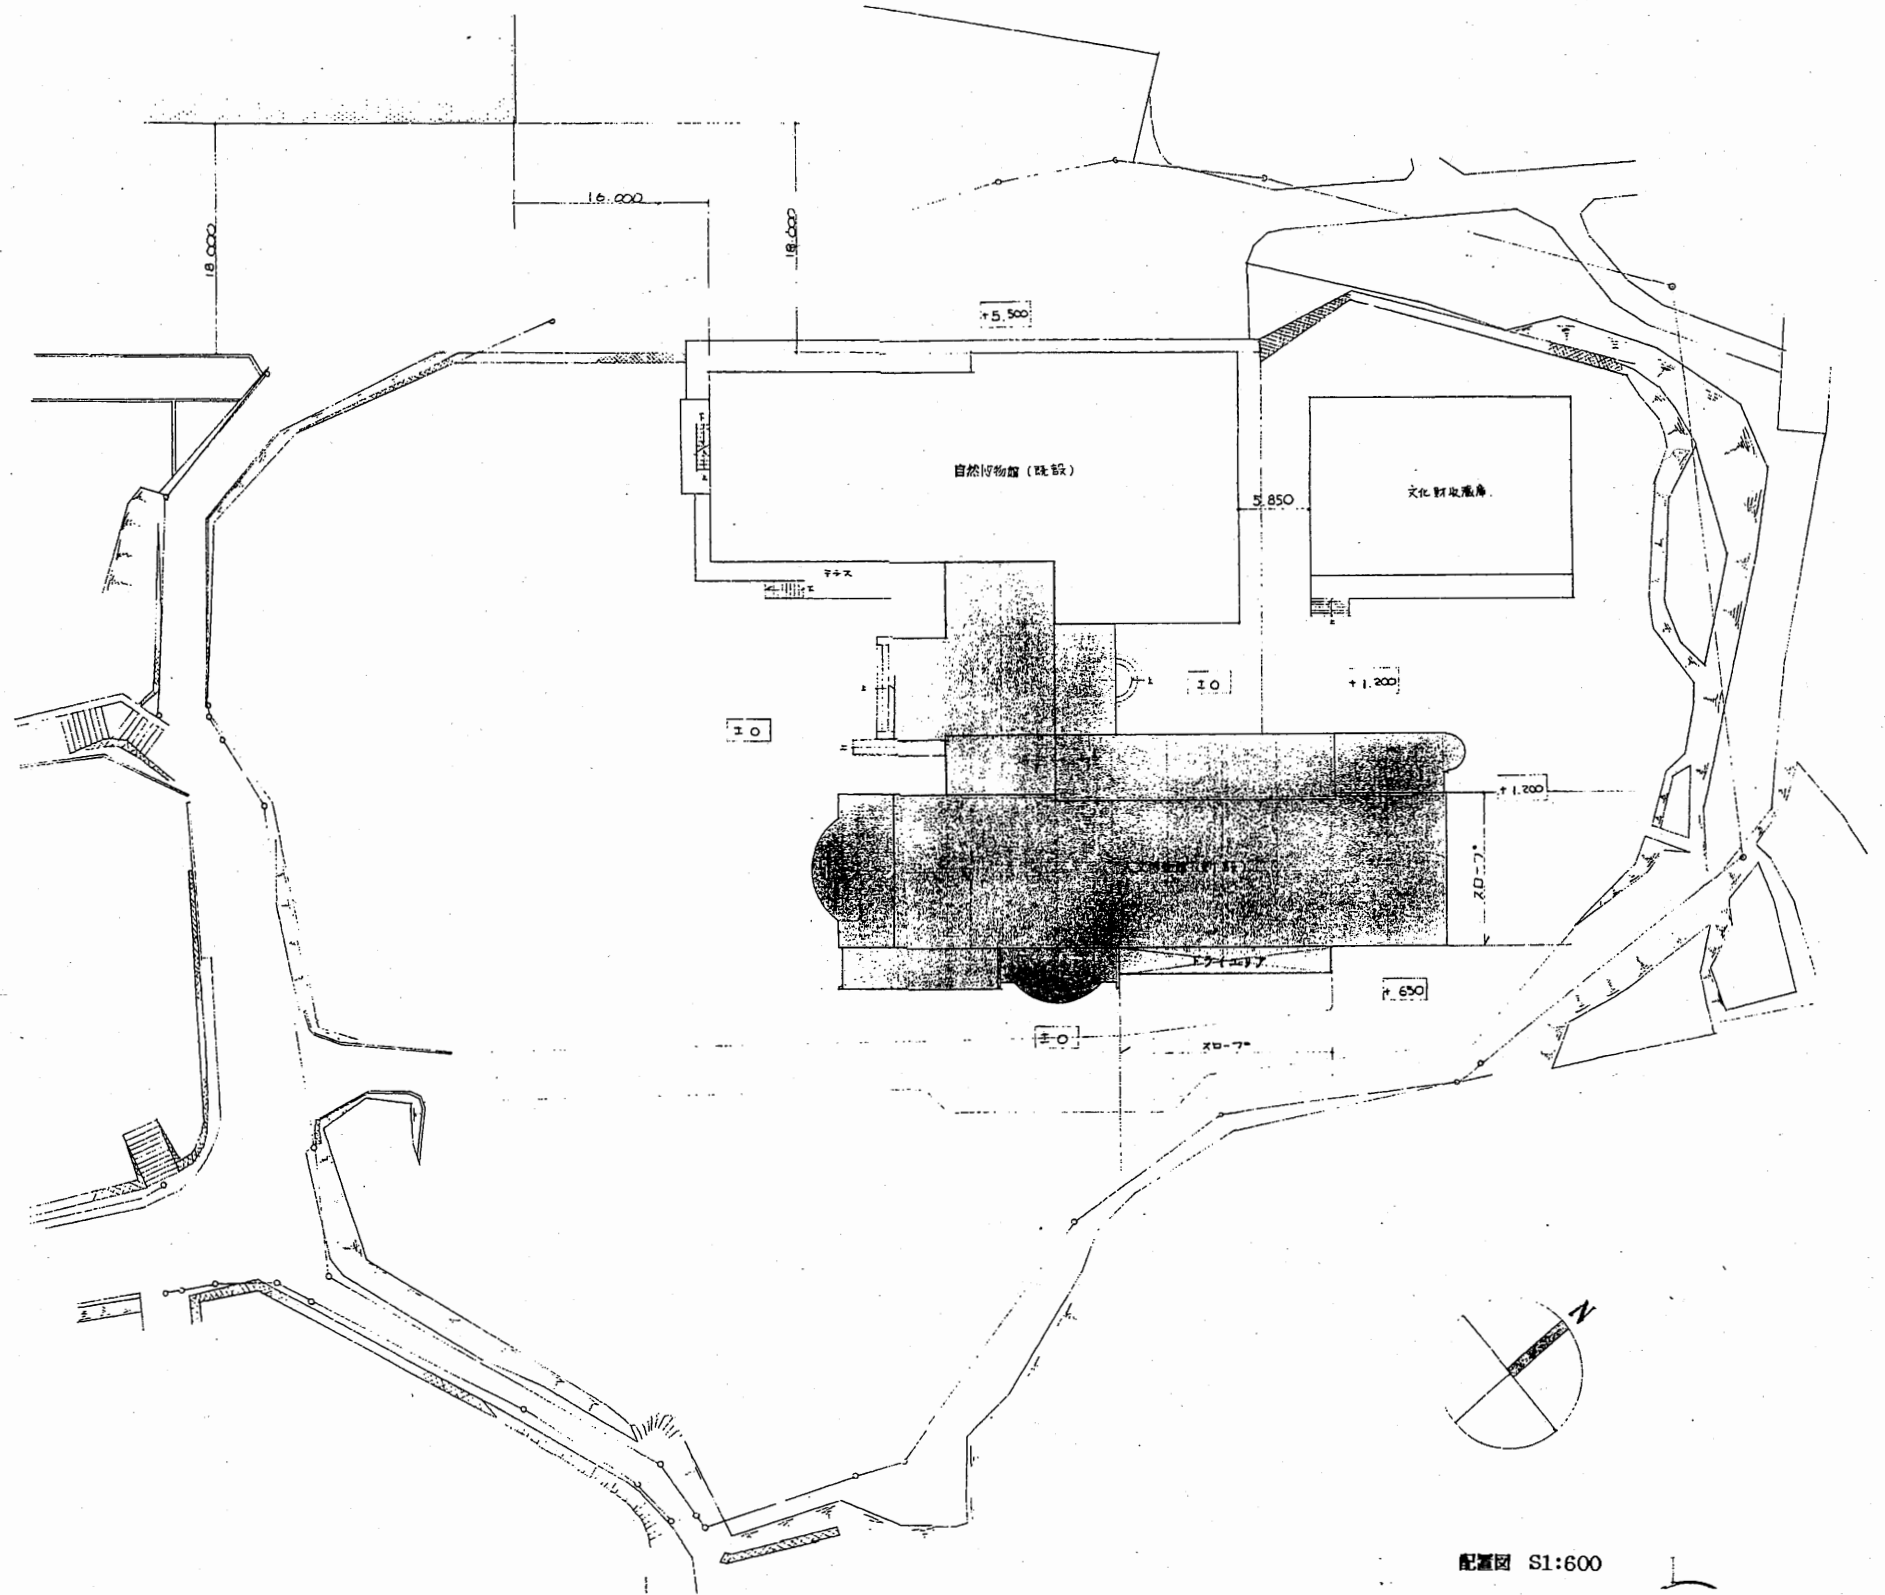 16.000
18.000
18.000
+5.500
自然博物館(既設)
5.850
文化財収蔵庫
テラス
±0
+1.200
±0
+1.200
スロープ
ドライエリア
+650
±0
スロープ
N
配置図 S1:600